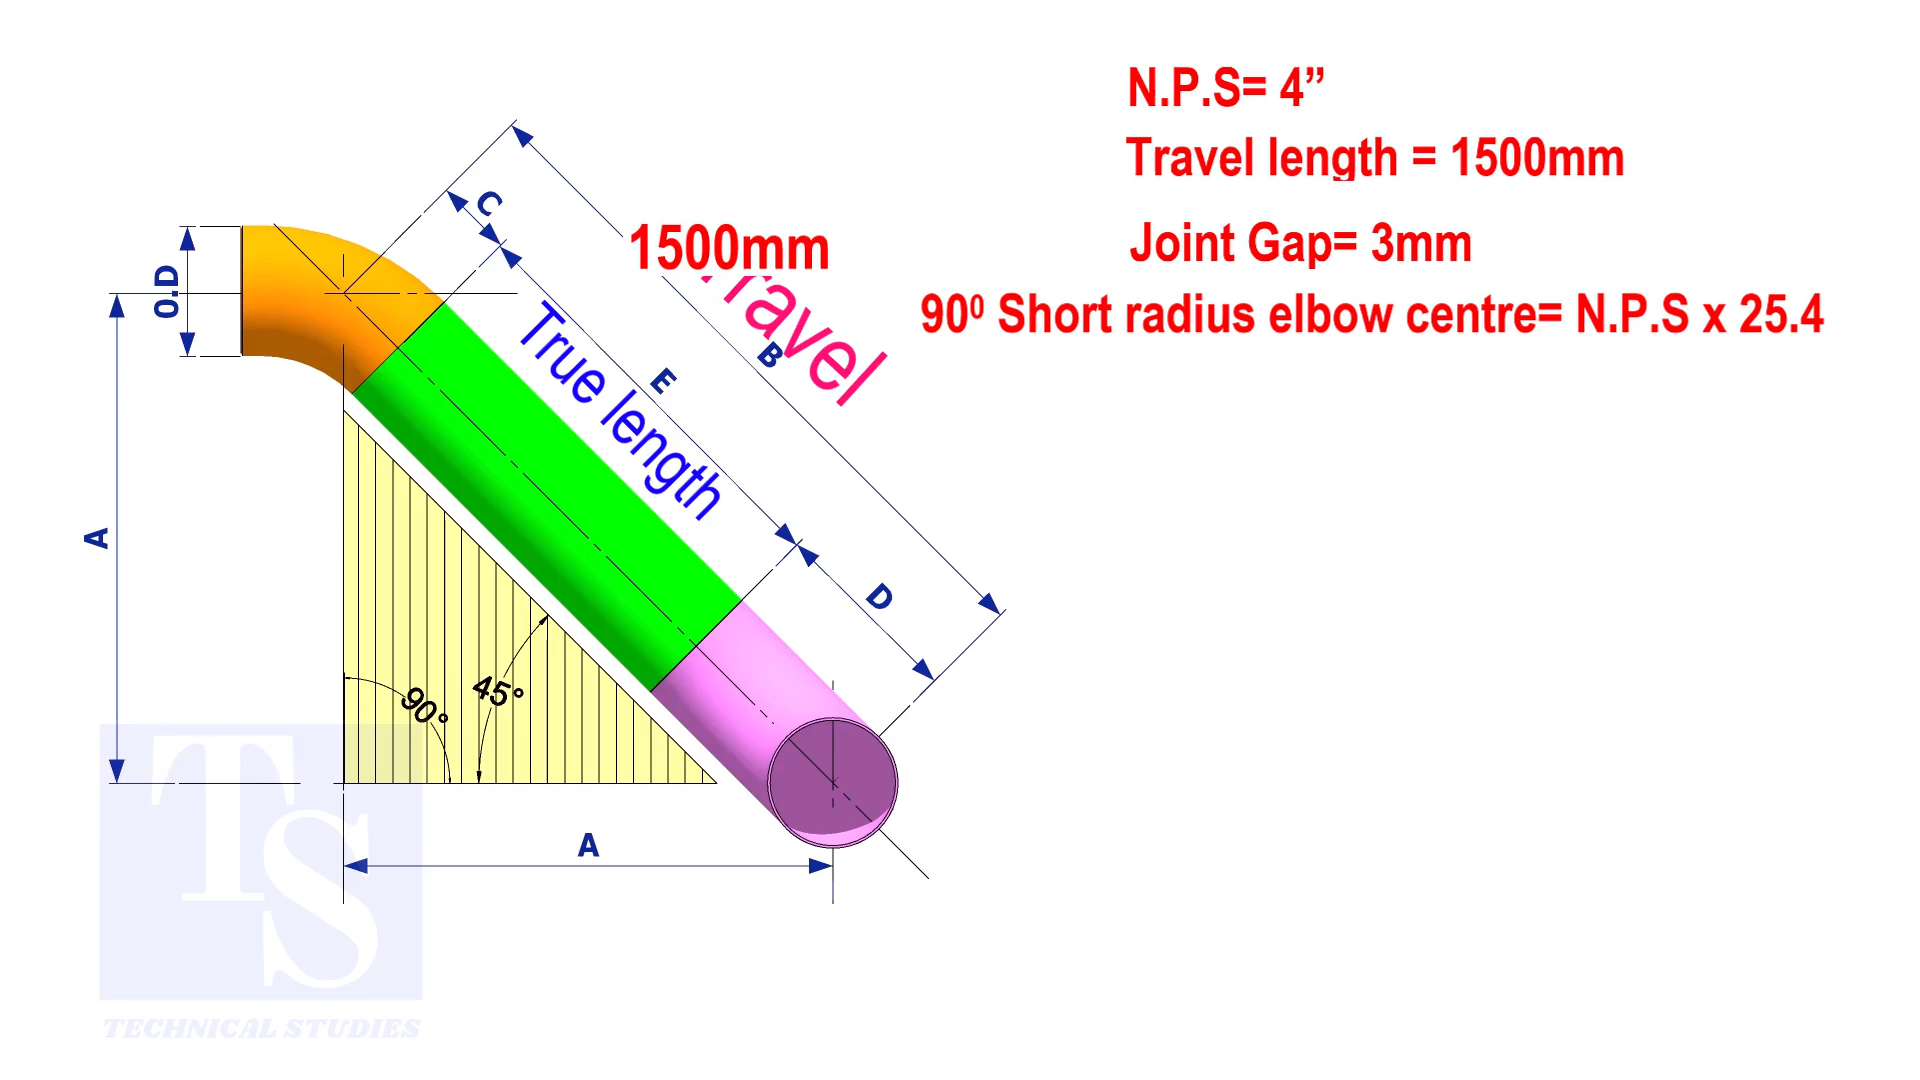 N.P.S= 4”
Travel length = 1500mm
Joint Gap= 3mm
90⁰ Short radius elbow centre= N.P.S x 25.4
1500mm
Travel
C
B
E
True length
D
O.D
A
90°
45°
A
TS
TECHNICAL STUDIES